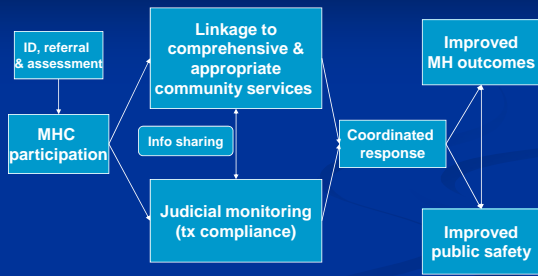 ID, referral
& assessment
MHC
participation
Linkage to
comprehensive &
appropriate
community services
Info sharing
Judicial monitoring
(tx compliance)
Coordinated
response
Improved
MH outcomes
Improved
public safety